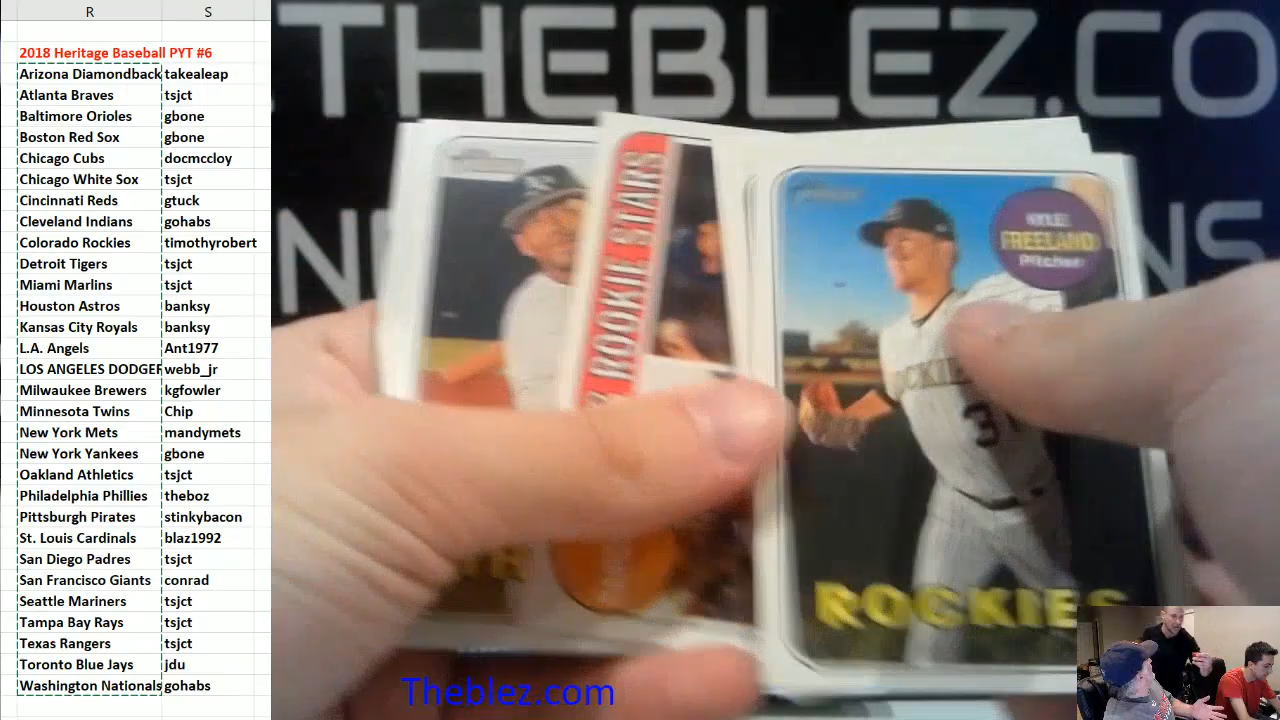 R S
2018 Heritage Baseball PYT #6
Arizona Diamondback takealeap
Atlanta Braves tsjct
Baltimore Orioles gbone
Boston Red Sox gbone
Chicago Cubs docmccloy
Chicago White Sox tsjct
Cincinnati Reds gtuck
Cleveland Indians gohabs
Colorado Rockies timothyrobert
Detroit Tigers tsjct
Miami Marlins tsjct
Houston Astros banksy
Kansas City Royals banksy
L.A. Angels Ant1977
LOS ANGELES DODGER webb_jr
Milwaukee Brewers kgfowler
Minnesota Twins Chip
New York Mets mandymets
New York Yankees gbone
Oakland Athletics tsjct
Philadelphia Phillies theboz
Pittsburgh Pirates stinkybacon
St. Louis Cardinals blaz1992
San Diego Padres tsjct
San Francisco Giants conrad
Seattle Mariners tsjct
Tampa Bay Rays tsjct
Texas Rangers tsjct
Toronto Blue Jays jdu
Washington Nationals gohabs
THEBLEZ.CO
ROOKIE STARS
KYLE
FREELAND
Pitcher
31
ROCKIES
Theblez.com